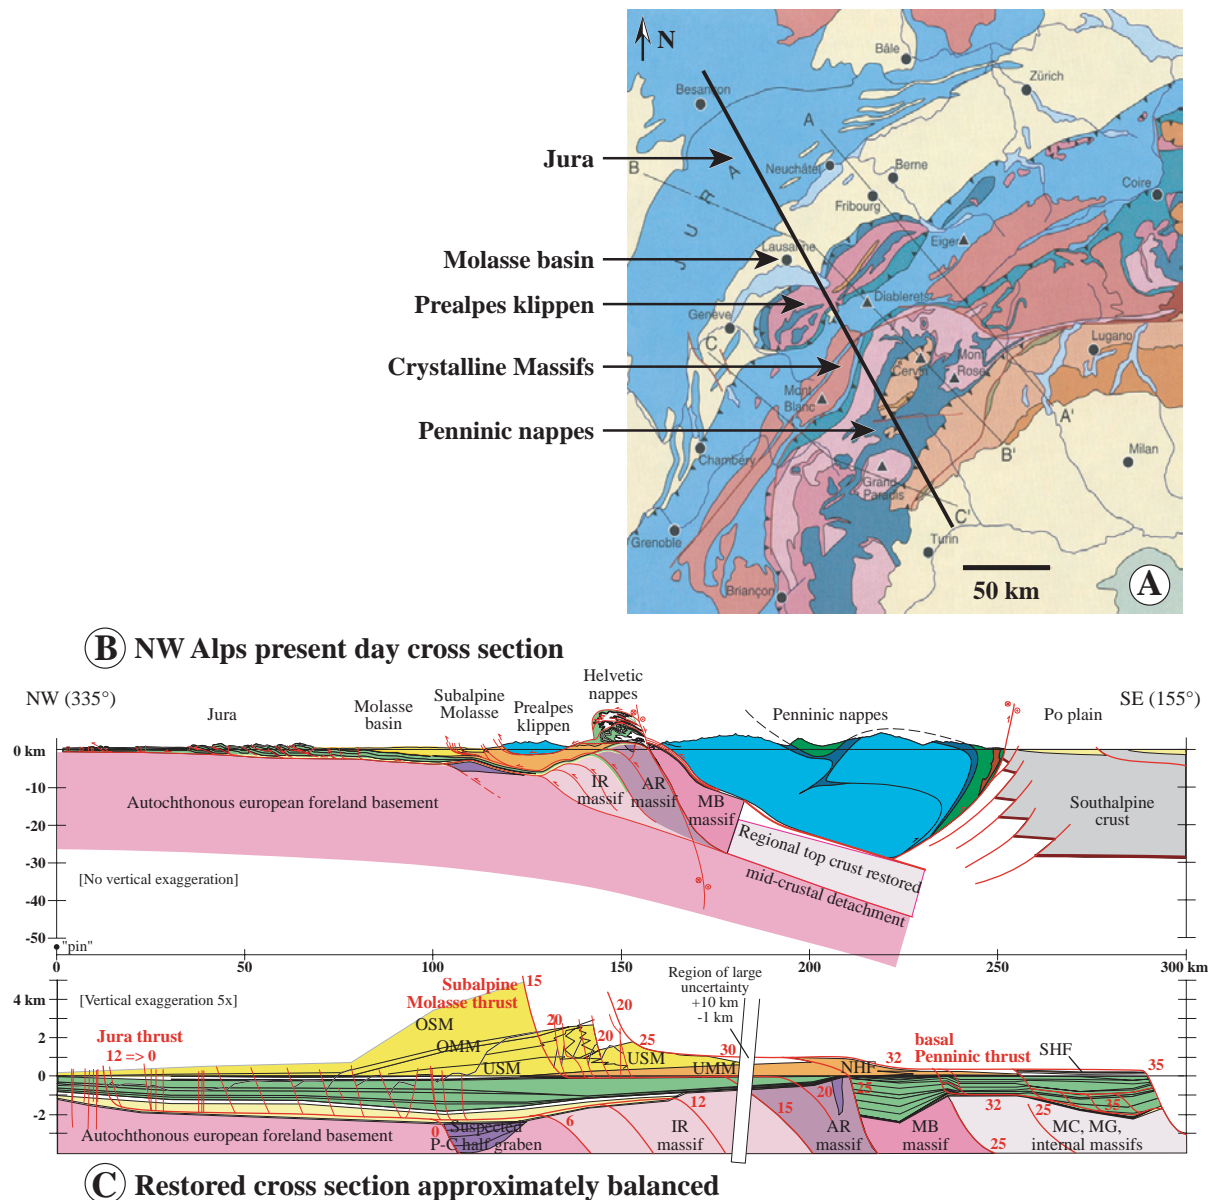 N
Bâle
Zürich
Besançon
A
Jura
B
Neuchâtel
Berne
J U R A
Fribourg
Coire
Lausanne
Eiger
Molasse basin
Diablerets
Prealpes klippen
Genève
C
Lugano
Crystalline Massifs
Cervin
Mont
Rose
Mont
Blanc
A'
Penninic nappes
B'
Milan
Chambéry
Grand
Paradis
C'
Grenoble
Turin
50 km
A
Briançon
B NW Alps present day cross section
NW (335°)
SE (155°)
Jura
Molasse
basin
Subalpine
Molasse
Prealpes
klippen
Helvetic
nappes
Penninic nappes
Po plain
0 km
-10
-20
-30
-40
-50
Autochthonous european foreland basement
IR
massif
AR
massif
MB
massif
Regional top crust restored
mid-crustal detachment
Southalpine
crust
[No vertical exaggeration]
"pin"
0 50 100 150 200 250 300 km
[Vertical exaggeration 5x]
4 km
2
0
-2
Subalpine
Molasse thrust
15
Region of large
uncertainty
+10 km
-1 km
Jura thrust
12 => 0
OSM
OMM
USM
20
20
20
25
USM
30
UMM
32
basal
Penninic thrust
NHF
SHF
35
25
20
15
12
6
0
32
25
35
25
Autochthonous european foreland basement
Suspected
P-C half graben
IR
massif
AR
massif
MB
massif
MC, MG,
internal massifs
C Restored cross section approximately balanced